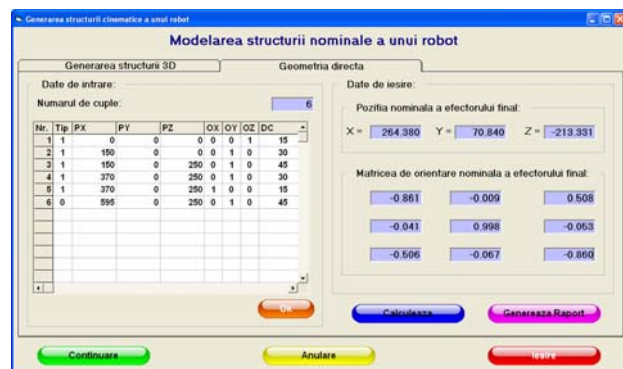 Generarea structurii cinematice a unui robot
Modelarea structurii nominale a unui robot
Generarea structurii 3D
Geometria directa
Date de intrare:
Numarul de cuple: 6
Nr. Tip PX PY PZ OX OY OZ DC
1 1 0 0 0 0 0 1 15
2 1 150 0 0 0 1 0 30
3 1 150 0 250 0 1 0 45
4 1 370 0 250 0 1 0 30
5 1 370 0 250 1 0 0 15
6 0 595 0 250 0 1 0 45
Ok
Date de iesire:
Pozitia nominala a efectorului final:
X = 264.380 Y = 70.840 Z = -213.331
Matricea de orientare nominala a efectorului final:
-0.861 -0.009 0.508
-0.041 0.998 -0.053
-0.506 -0.067 -0.860
Calculeaza
Genereaza Raport
Continuare
Anulare
Iesire